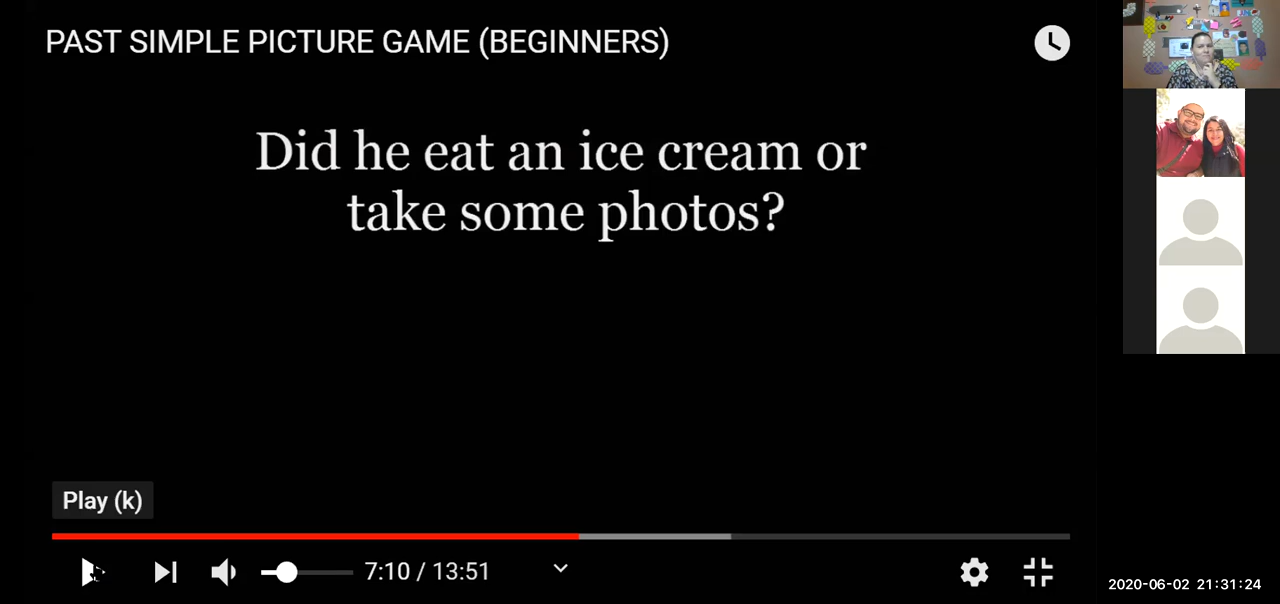 PAST SIMPLE PICTURE GAME (BEGINNERS)
Did he eat an ice cream or
take some photos?
Play (k)
7:10 / 13:51
2020-06-02 21:31:24